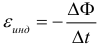 ε_инд = − ΔΦ / Δt